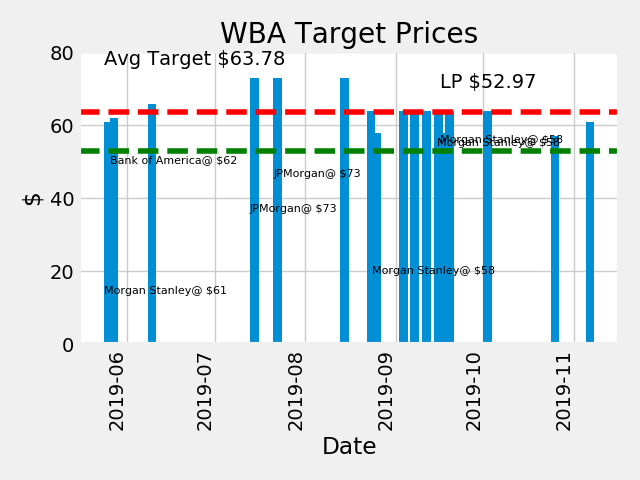 WBA Target Prices
Avg Target $63.78
LP $52.97
80
60
40
20
0
$
Morgan Stanley@ $58
Morgan Stanley@ $58
Bank of America@ $62
JPMorgan@ $73
JPMorgan@ $73
Morgan Stanley@ $58
Morgan Stanley@ $61
2019-06
2019-07
2019-08
2019-09
2019-10
2019-11
Date